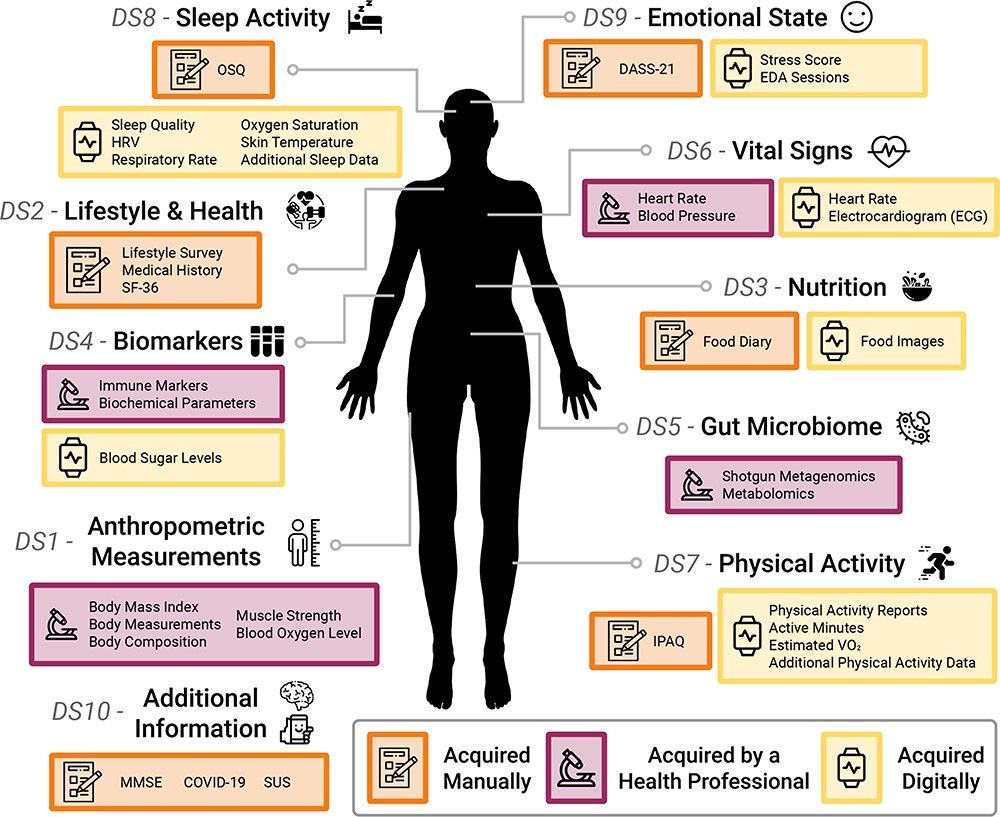 DS8 - Sleep Activity
OSQ
Sleep Quality
HRV
Respiratory Rate
Oxygen Saturation
Skin Temperature
Additional Sleep Data
DS9 - Emotional State
DASS-21
Stress Score
EDA Sessions
DS6 - Vital Signs
Heart Rate
Blood Pressure
Heart Rate
Electrocardiogram (ECG)
DS2 - Lifestyle & Health
Lifestyle Survey
Medical History
SF-36
DS3 - Nutrition
Food Diary
Food Images
DS4 - Biomarkers
Immune Markers
Biochemical Parameters
Blood Sugar Levels
DS5 - Gut Microbiome
Shotgun Metagenomics
Metabolomics
DS1 - Anthropometric
Measurements
Body Mass Index
Body Measurements
Body Composition
Muscle Strength
Blood Oxygen Level
DS7 - Physical Activity
IPAQ
Physical Activity Reports
Active Minutes
Estimated VO₂
Additional Physical Activity Data
DS10 - Additional
Information
MMSE COVID-19 SUS
Acquired
Manually
Acquired by a
Health Professional
Acquired
Digitally